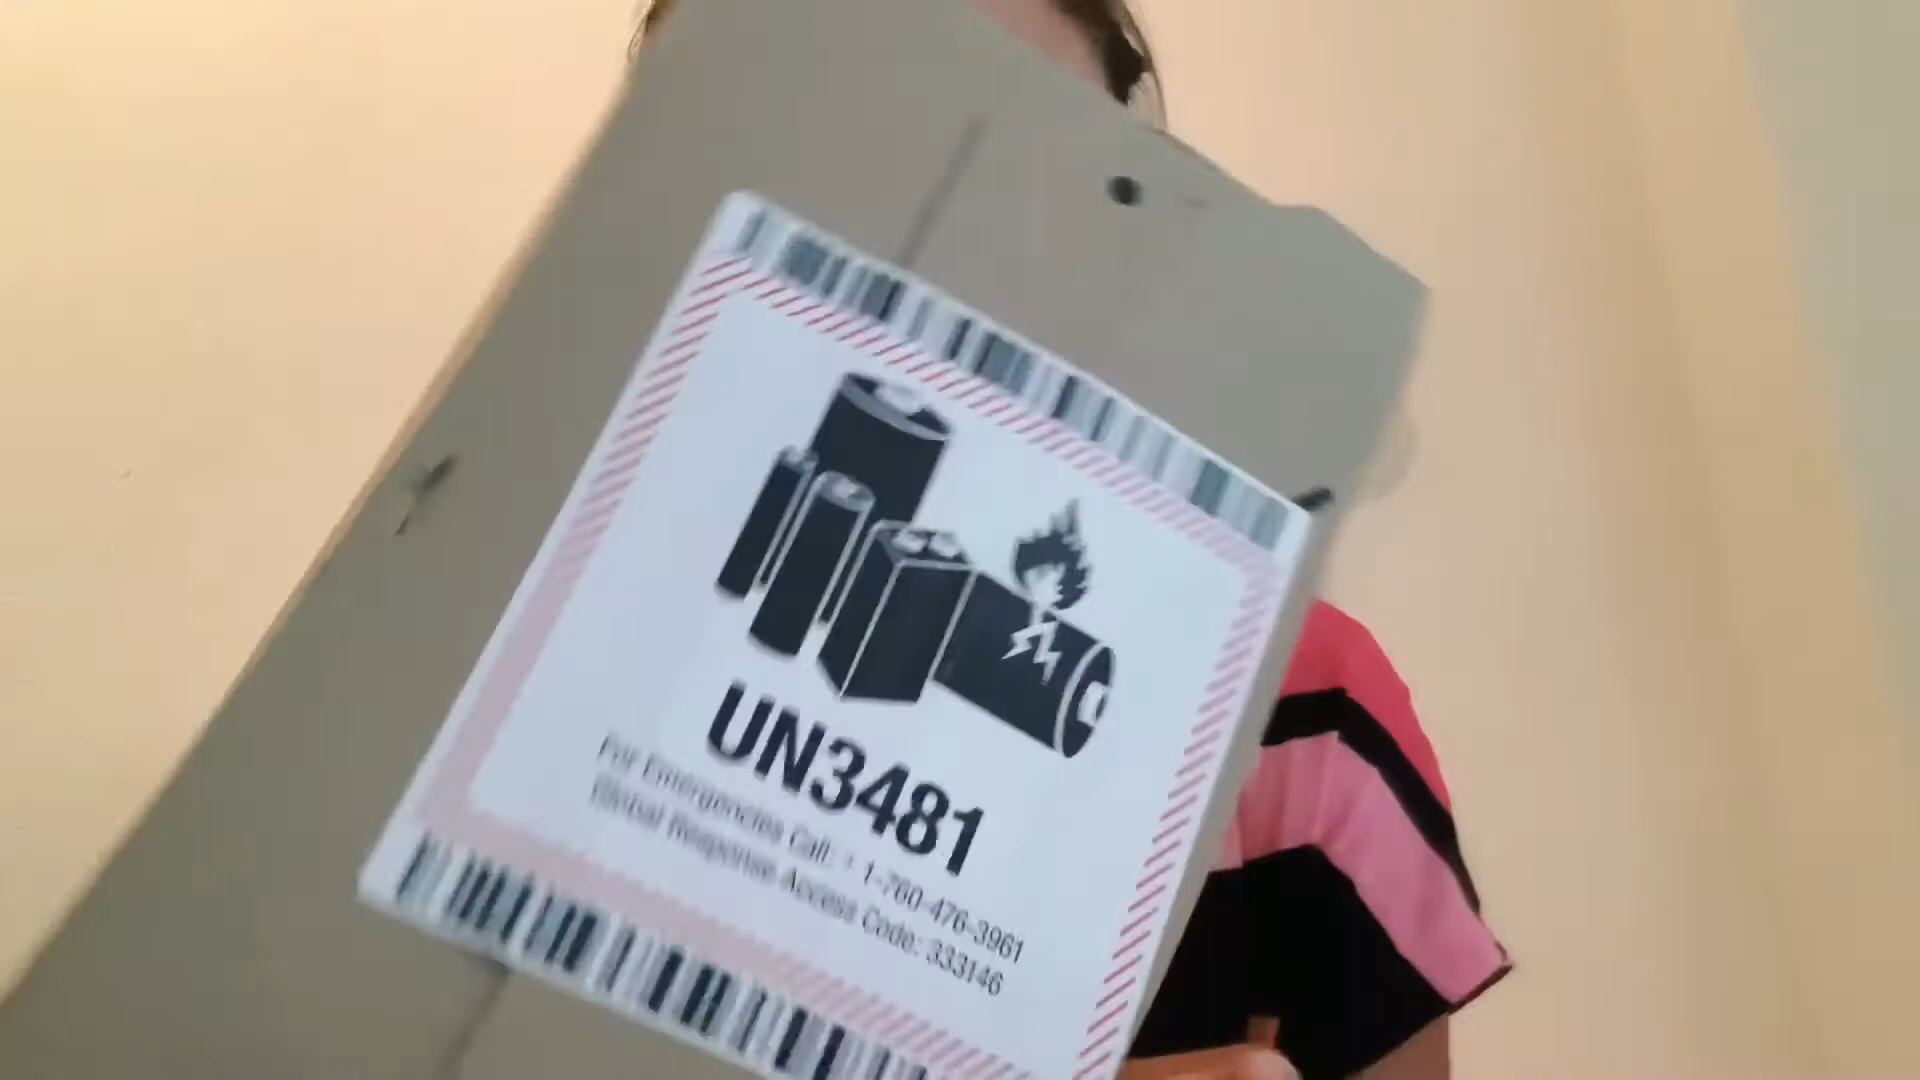 UN3481
For Emergencies Call: + 1-760-476-3961
Global Response Access Code: 333146